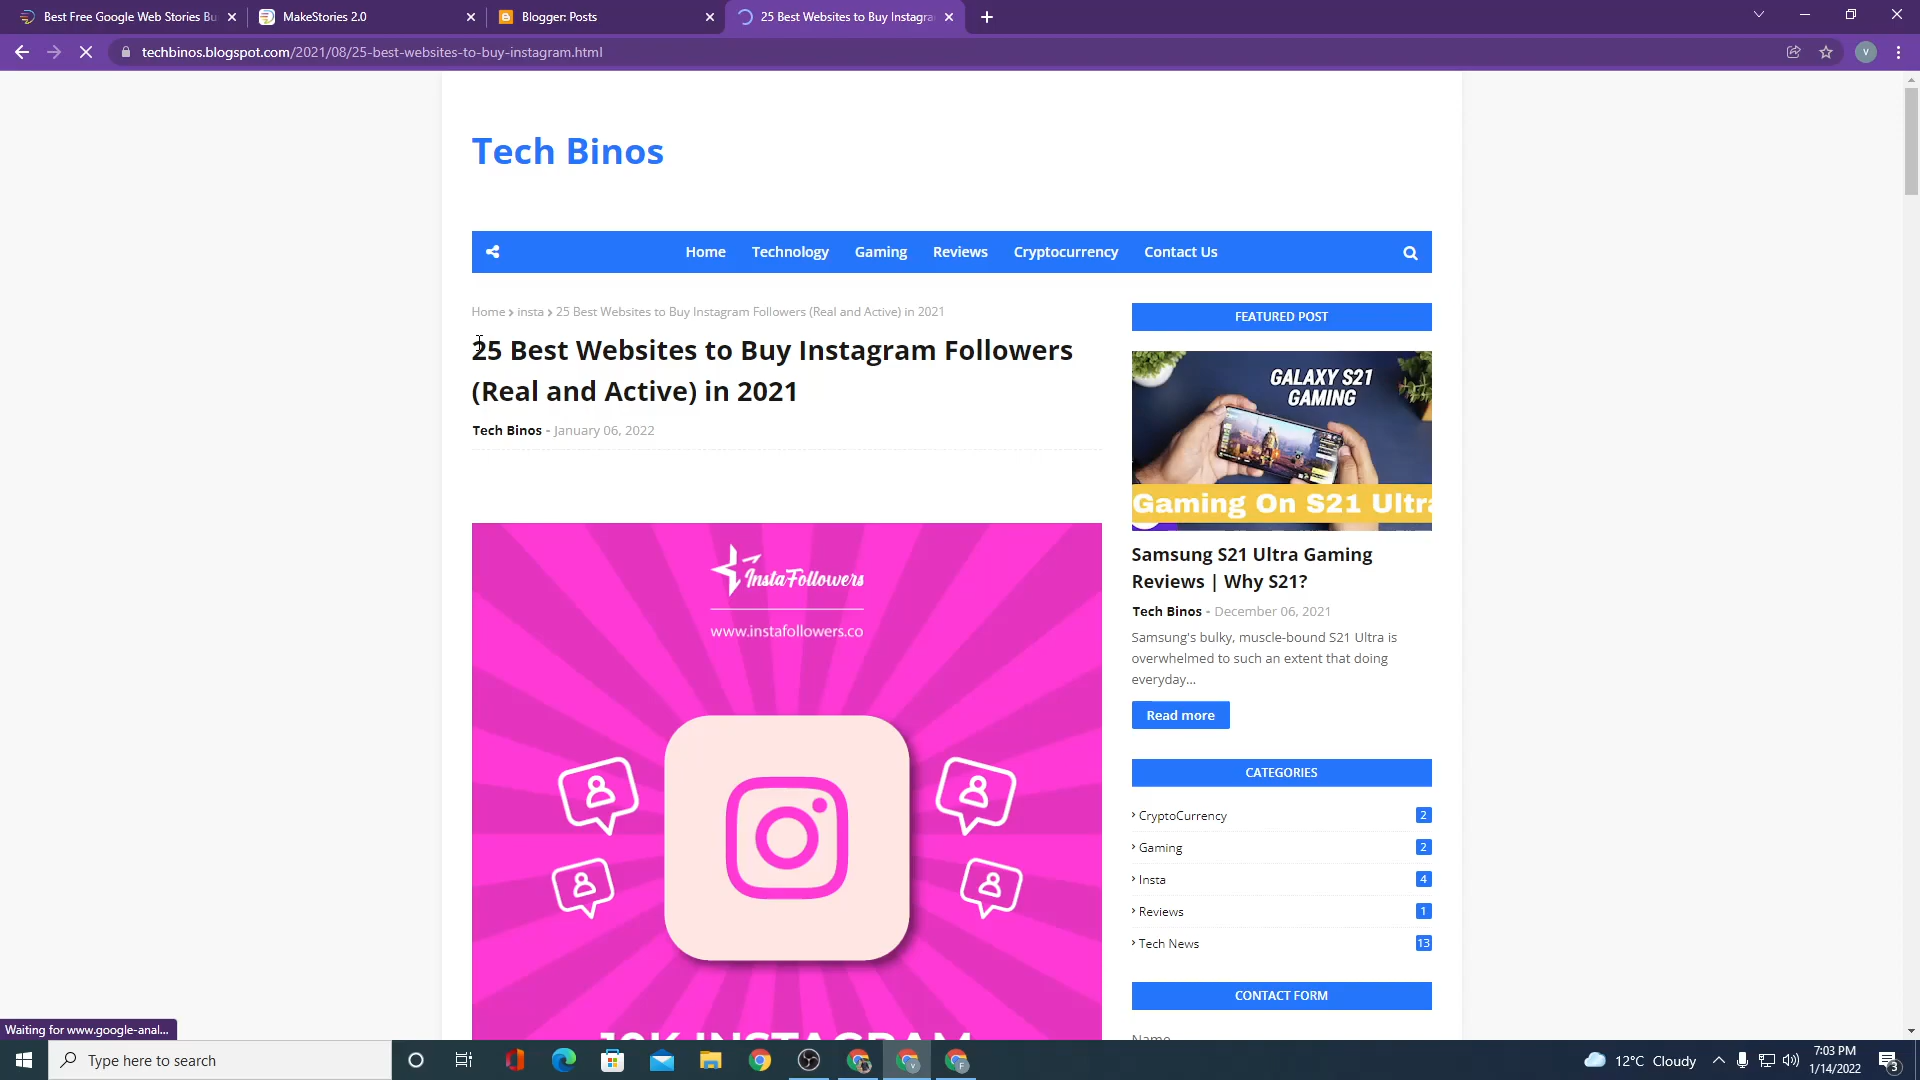 Best Free Google Web Stories Bu
MakeStories 2.0
Blogger: Posts
25 Best Websites to Buy Instagra
techbinos.blogspot.com/2021/08/25-best-websites-to-buy-instagram.html
V
Tech Binos
Home
Technology
Gaming
Reviews
Cryptocurrency
Contact Us
Home › insta › 25 Best Websites to Buy Instagram Followers (Real and Active) in 2021
25 Best Websites to Buy Instagram Followers
(Real and Active) in 2021
Tech Binos - January 06, 2022
InstaFollowers
www.instafollowers.co
10K INSTAGRAM
FEATURED POST
GALAXY S21
GAMING
Gaming On S21 Ultra
Samsung S21 Ultra Gaming
Reviews | Why S21?
Tech Binos - December 06, 2021
Samsung's bulky, muscle-bound S21 Ultra is
overwhelmed to such an extent that doing
everyday...
Read more
CATEGORIES
CryptoCurrency 2
Gaming 2
Insta 4
Reviews 1
Tech News 13
CONTACT FORM
Name
Waiting for www.google-anal...
Type here to search
12°C Cloudy
7:03 PM
1/14/2022
3